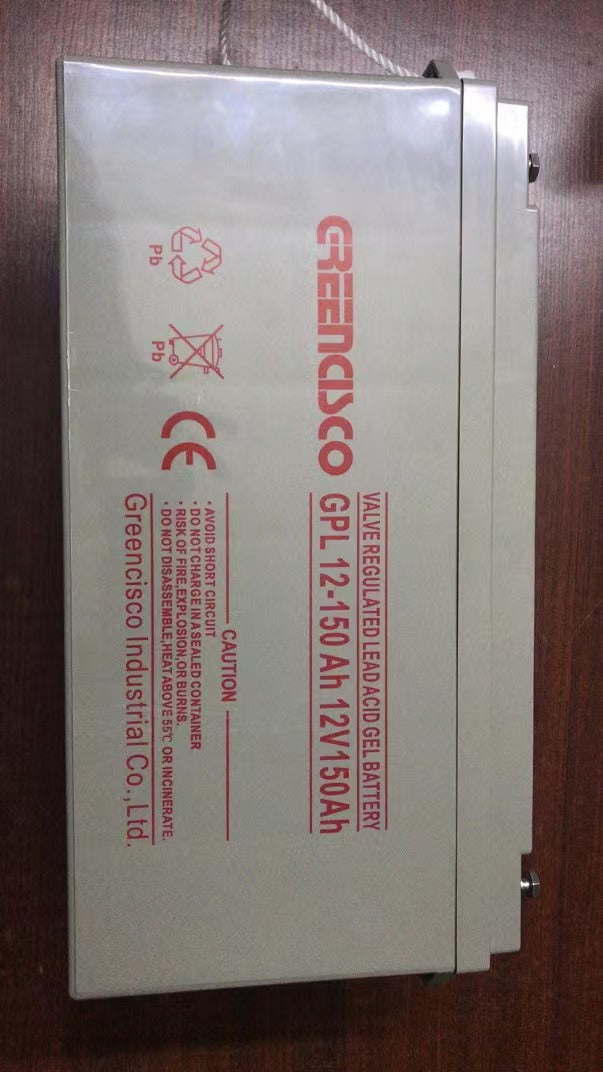 GREENCISCO
VALVE REGULATED LEAD ACID GEL BATTERY
GPL 12-150 Ah 12V150Ah
Pb
Pb
CE
CAUTION
• AVOID SHORT CIRCUIT
• DO NOT CHARGE IN A SEALED CONTAINER
• RISK OF FIRE,EXPLOSION,OR BURNS.
• DO NOT DISASSEMBLE,HEAT ABOVE 55℃ OR INCINERATE.
Greencisco Industrial Co.,Ltd.